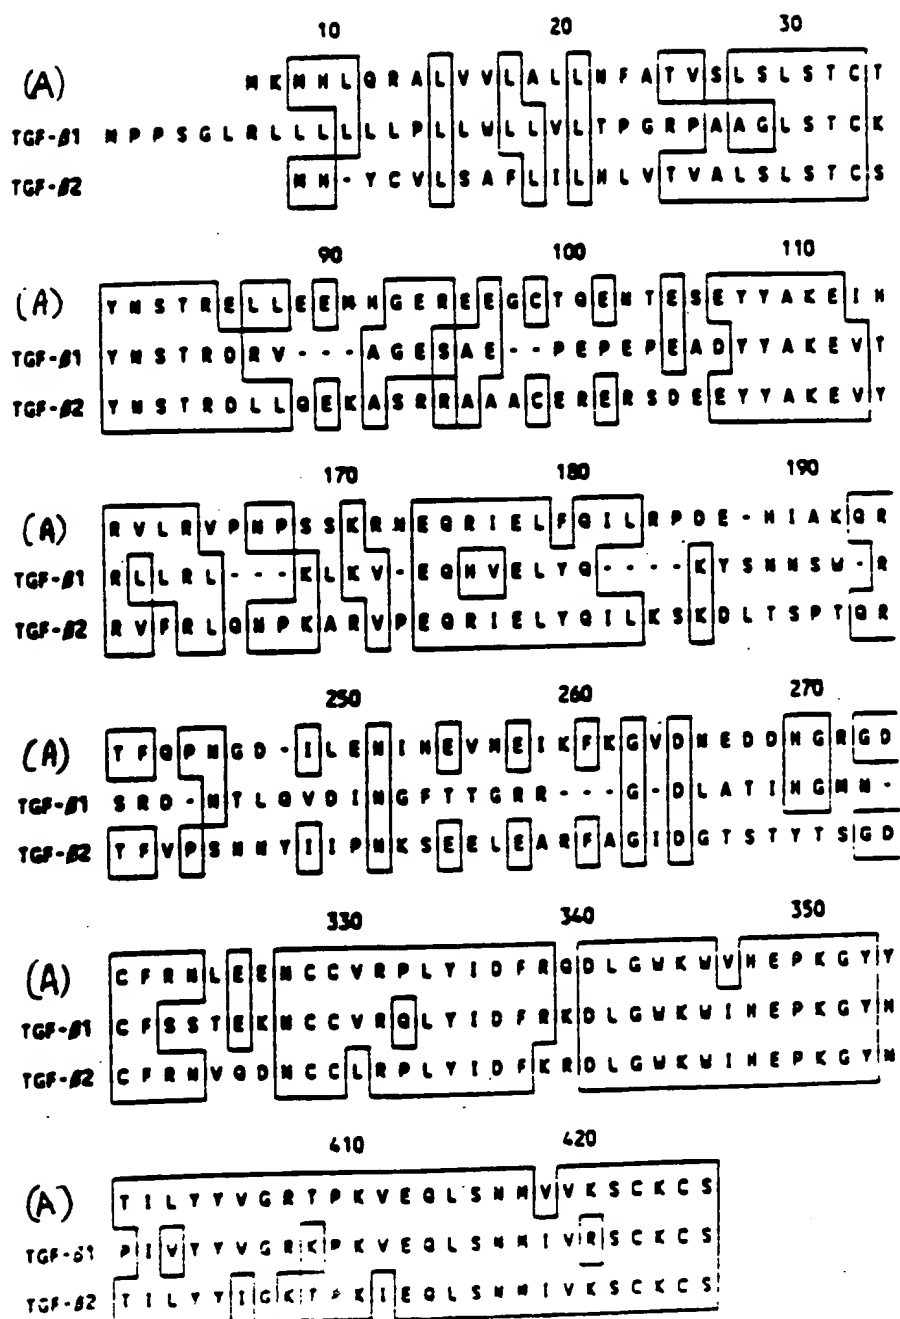 10 20 30
(A) M K M H L Q R A L V V L A L L N F A T V S L S L S T C T
TGF-β1 M P P S G L R L L L L L L P L L W L L V L T P G R P A A G L S T C K
TGF-β2 M H - Y C V L S A F L I L H L V T V A L S L S T C S
90 100 110
(A) Y N S T R E L L E E M H G E R E E G C T Q E N T E S E Y Y A K E I H
TGF-β1 Y N S T R D R V - - - A G E S A E - - P E P E P E A D Y Y A K E V T
TGF-β2 Y N S T R D L L Q E K A S R R A A A C E R E R S D E E Y Y A K E V Y
170 180 190
(A) R V L R V P N P S S K R N E Q R I E L F Q I L R P D E - H I A K Q R
TGF-β1 R L L R L - - - K L K V - E Q H V E L Y Q - - - - K Y S N N S W - R
TGF-β2 R V F R L Q N P K A R V P E Q R I E L Y Q I L K S K D L T S P T Q R
250 260 270
(A) T F Q P N G D - I L E N I H E V M E I K F K G V D N E D D H G R G D
TGF-β1 S R D - N T L Q V D I N G F T T G R R - - - G - D L A T I H G M N -
TGF-β2 T F V P S N N Y I I P N K S E E L E A R F A G I D G T S T Y T S G D
330 340 350
(A) C F R N L E E N C C V R P L Y I D F R Q D L G W K W V H E P K G Y Y
TGF-β1 C F S S T E K N C C V R Q L Y I D F R K D L G W K W I H E P K G Y H
TGF-β2 C F R N V Q D N C C L R P L Y I D F K R D L G W K W I H E P K G Y N
410 420
(A) T I L Y Y V G R T P K V E Q L S N M V V K S C K C S
TGF-β1 P I V Y Y V G R K P K V E Q L S N M I V R S C K C S
TGF-β2 T I L Y Y I G K T P K I E Q L S N M I V K S C K C S